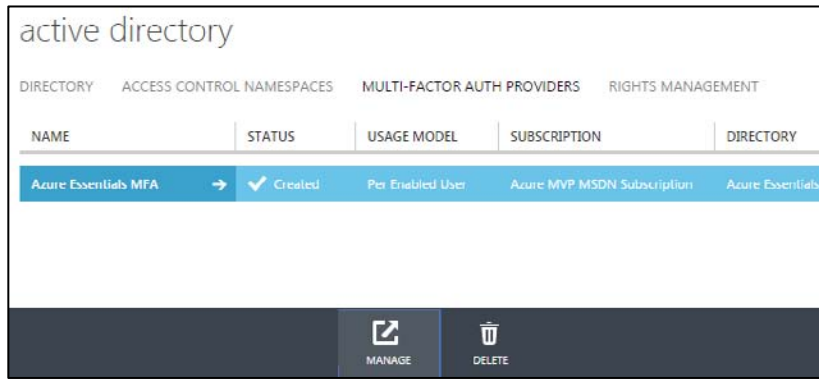 active directory
DIRECTORY ACCESS CONTROL NAMESPACES MULTI-FACTOR AUTH PROVIDERS RIGHTS MANAGEMENT
NAME STATUS USAGE MODEL SUBSCRIPTION DIRECTORY
Azure Essentials MFA Created Per Enabled User Azure MVP MSDN Subscription Azure Essentials
MANAGE DELETE